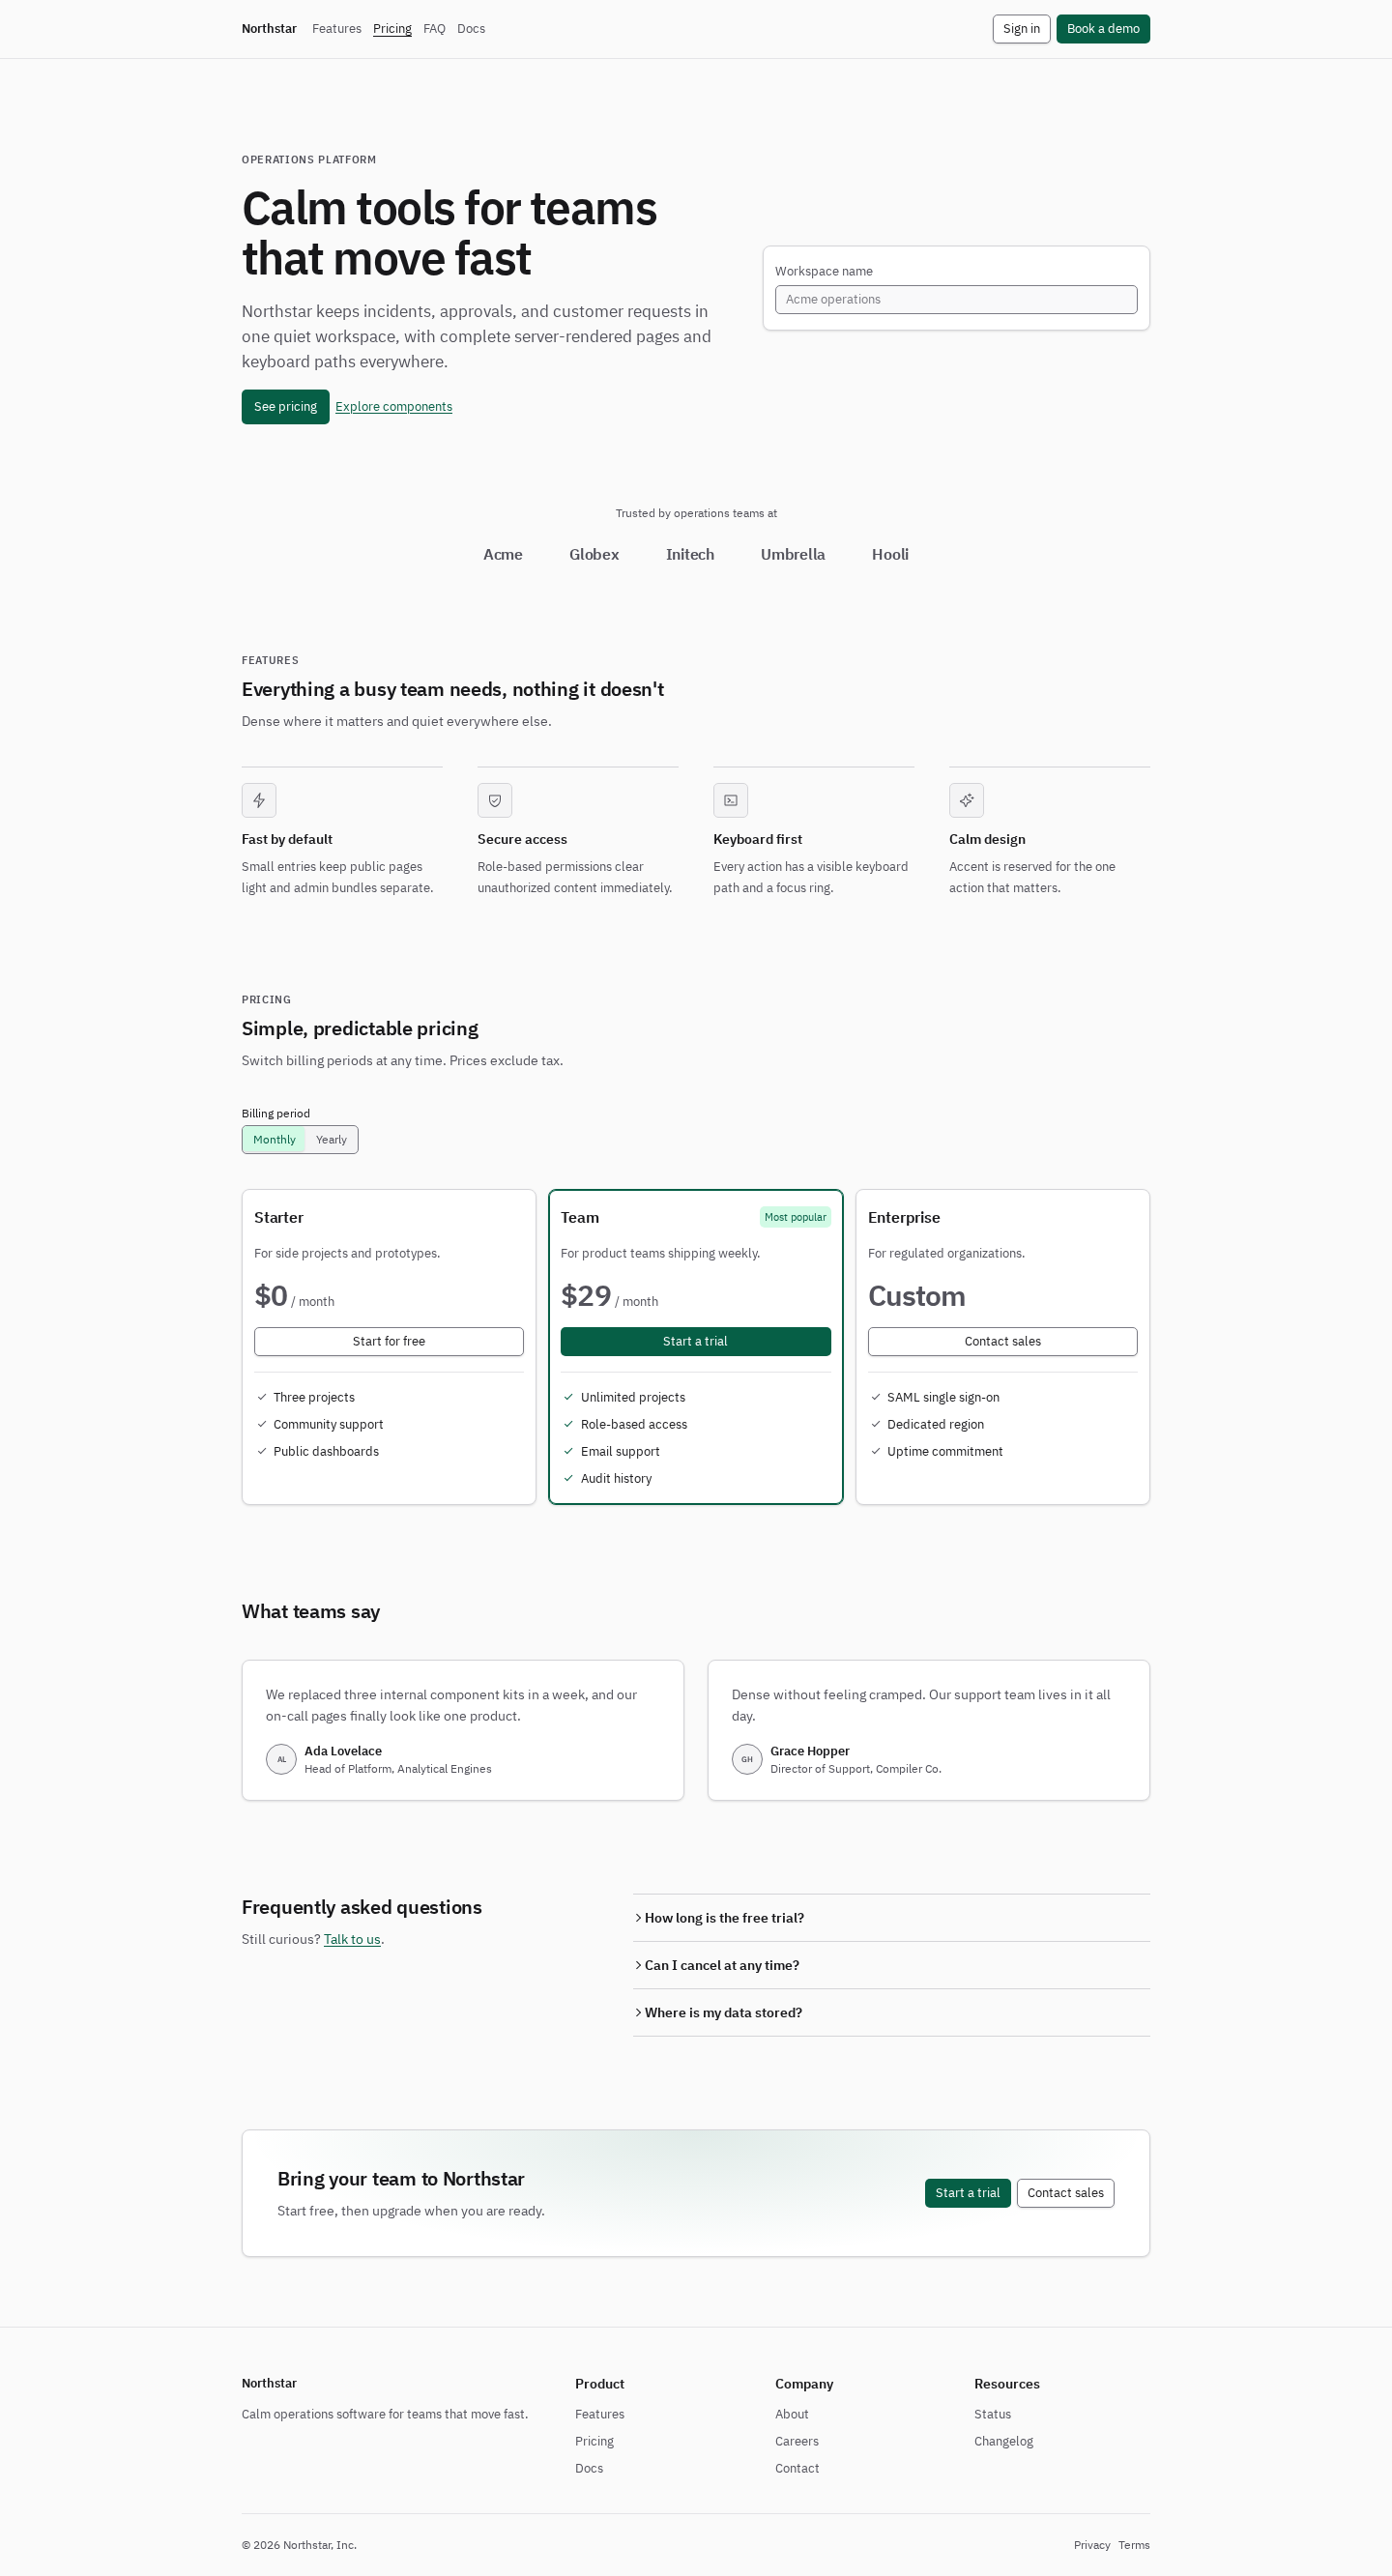 Northstar Features Pricing FAQ Docs Sign in Book a demo
OPERATIONS PLATFORM
Calm tools for teams
that move fast
Northstar keeps incidents, approvals, and customer requests in
one quiet workspace, with complete server-rendered pages and
keyboard paths everywhere.
See pricing Explore components
Workspace name
Acme operations
Trusted by operations teams at
Acme Globex Initech Umbrella Hooli
FEATURES
Everything a busy team needs, nothing it doesn't
Dense where it matters and quiet everywhere else.
Fast by default
Small entries keep public pages
light and admin bundles separate.
Secure access
Role-based permissions clear
unauthorized content immediately.
Keyboard first
Every action has a visible keyboard
path and a focus ring.
Calm design
Accent is reserved for the one
action that matters.
PRICING
Simple, predictable pricing
Switch billing periods at any time. Prices exclude tax.
Billing period
Monthly Yearly
Starter
For side projects and prototypes.
$0 / month
Start for free
Three projects
Community support
Public dashboards
Team Most popular
For product teams shipping weekly.
$29 / month
Start a trial
Unlimited projects
Role-based access
Email support
Audit history
Enterprise
For regulated organizations.
Custom
Contact sales
SAML single sign-on
Dedicated region
Uptime commitment
What teams say
We replaced three internal component kits in a week, and our
on-call pages finally look like one product.
AL Ada Lovelace
Head of Platform, Analytical Engines
Dense without feeling cramped. Our support team lives in it all
day.
GH Grace Hopper
Director of Support, Compiler Co.
Frequently asked questions
Still curious? Talk to us.
How long is the free trial?
Can I cancel at any time?
Where is my data stored?
Bring your team to Northstar
Start free, then upgrade when you are ready.
Start a trial Contact sales
Northstar
Calm operations software for teams that move fast.
Product
Features
Pricing
Docs
Company
About
Careers
Contact
Resources
Status
Changelog
© 2026 Northstar, Inc. Privacy Terms